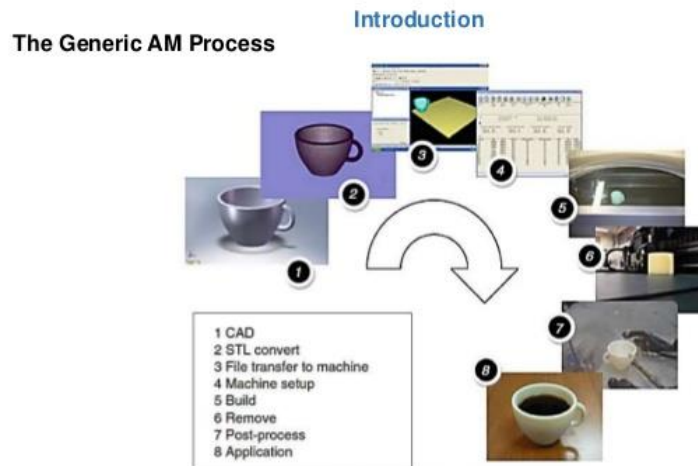 Introduction
The Generic AM Process
1
2
3
4
5
6
7
8
1 CAD
2 STL convert
3 File transfer to machine
4 Machine setup
5 Build
6 Remove
7 Post-process
8 Application